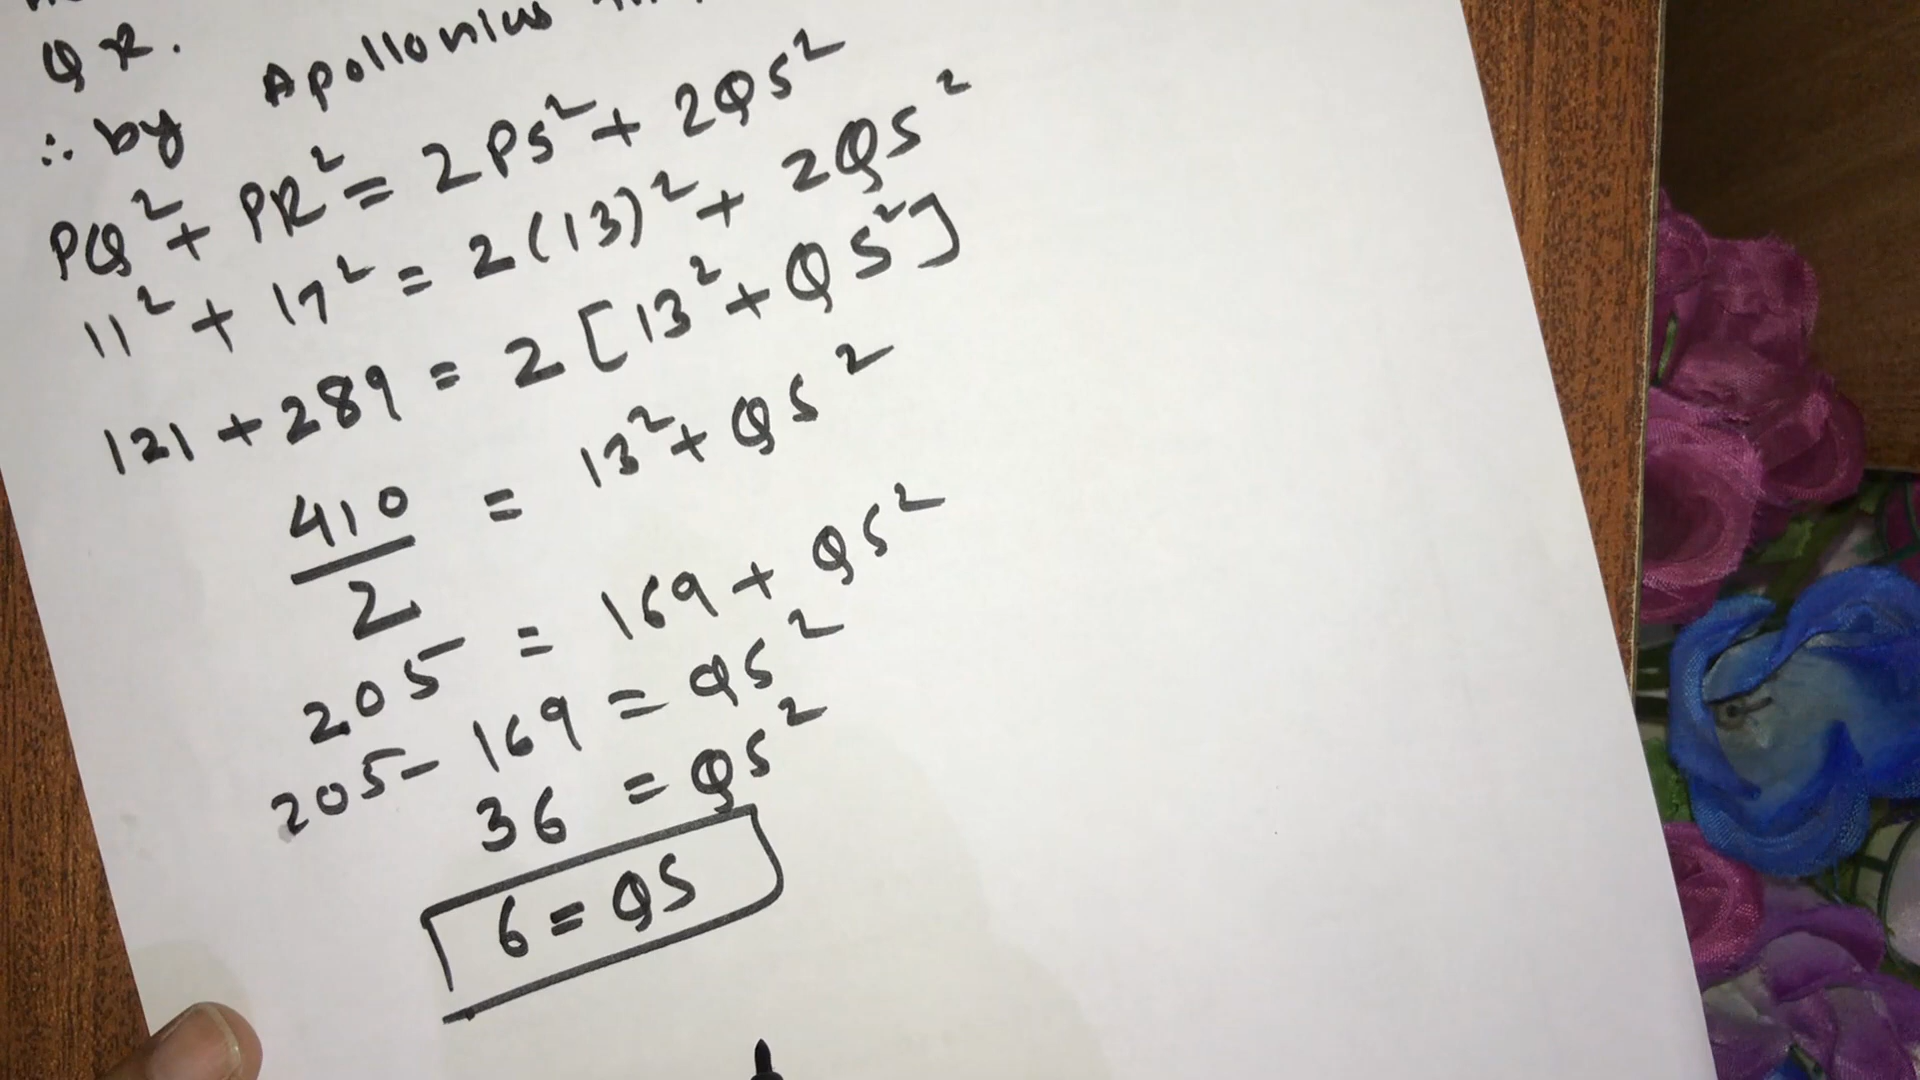 QR.
∴ by Apollonius
PQ² + PR² = 2PS² + 2QS²
11² + 17² = 2(13)² + 2QS²
121 + 289 = 2[13² + QS²]
410/2 = 13² + QS²
205 = 169 + QS²
205 - 169 = QS²
36 = QS²
6 = QS